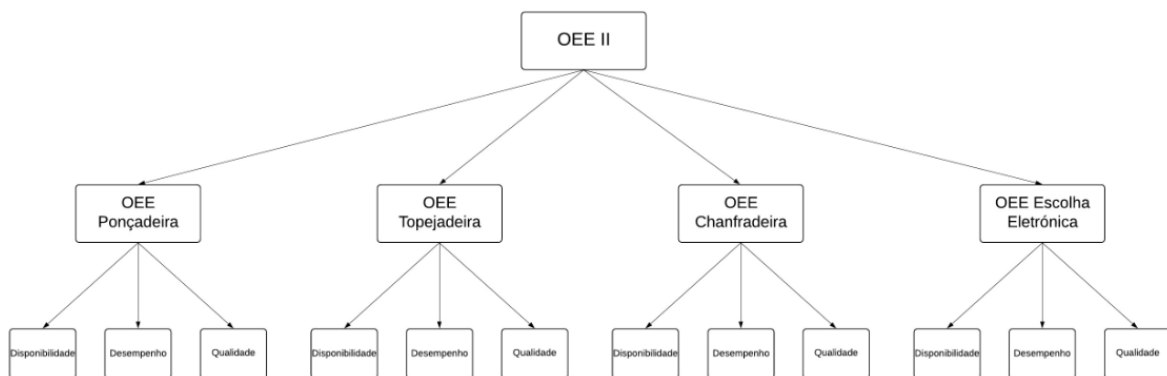 OEE II
OEE
Ponçadeira
OEE
Topejadeira
OEE
Chanfradeira
OEE Escolha
Eletrónica
Disponibilidade
Desempenho
Qualidade
Disponibilidade
Desempenho
Qualidade
Disponibilidade
Desempenho
Qualidade
Disponibilidade
Desempenho
Qualidade